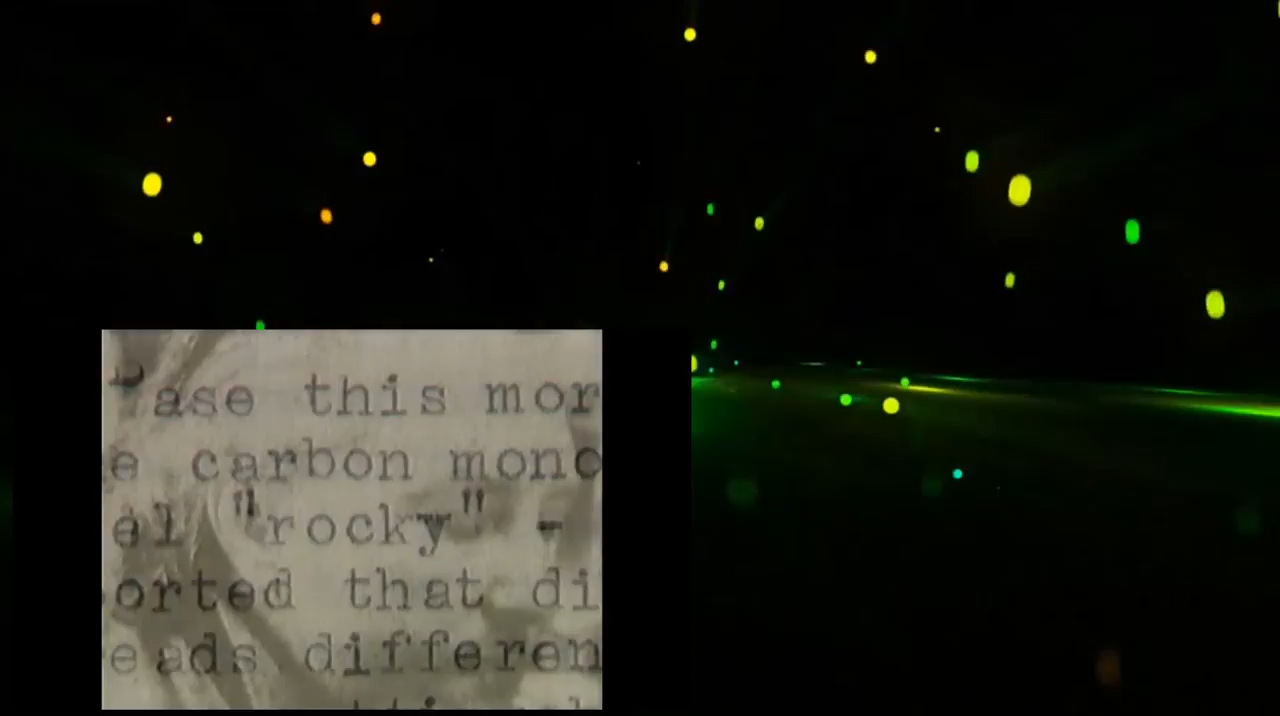 ase this mor
e carbon mono
el "rocky" -
orted that di
eads differen